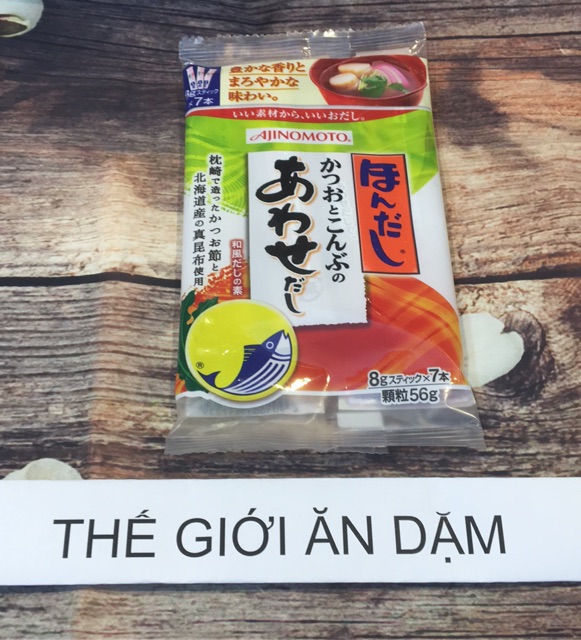 豊かな香りと
まろやかな
味わい。
8gスティック
×7本
いい素材から、いいおだし。
AJINOMOTO®
ほんだし®
かつおとこんぶの
あわせだし
和風だしの素
枕崎で造ったかつお節と
北海道産の真昆布使用
®
8gスティック×7本
顆粒56g
THẾ GIỚI ĂN DẶM